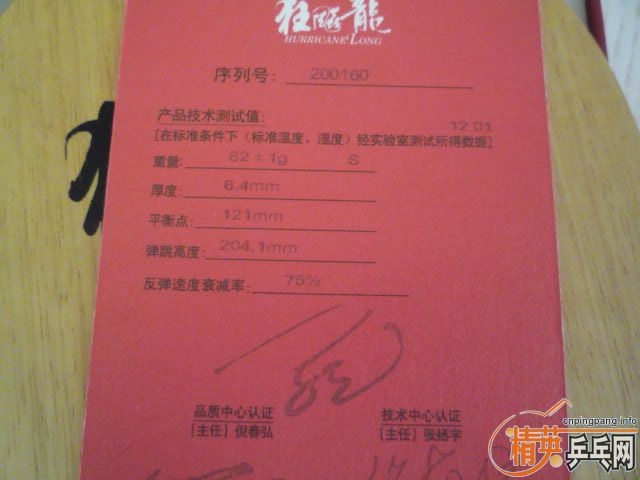 狂飚龍
HURRICANE LONG
序列号：200160
产品技术测试值：
12.01
[在标准条件下（标准温度、湿度）经实验室测试所得数据]
重量：82±1g S
厚度：6.4mm
平衡点：121mm
弹跳高度：204.1mm
反弹速度衰减率：75%
品质中心认证 技术中心认证
[主任] 倪春弘 [主任] 张拯宇
cnpingpang.info
精英乒乓网